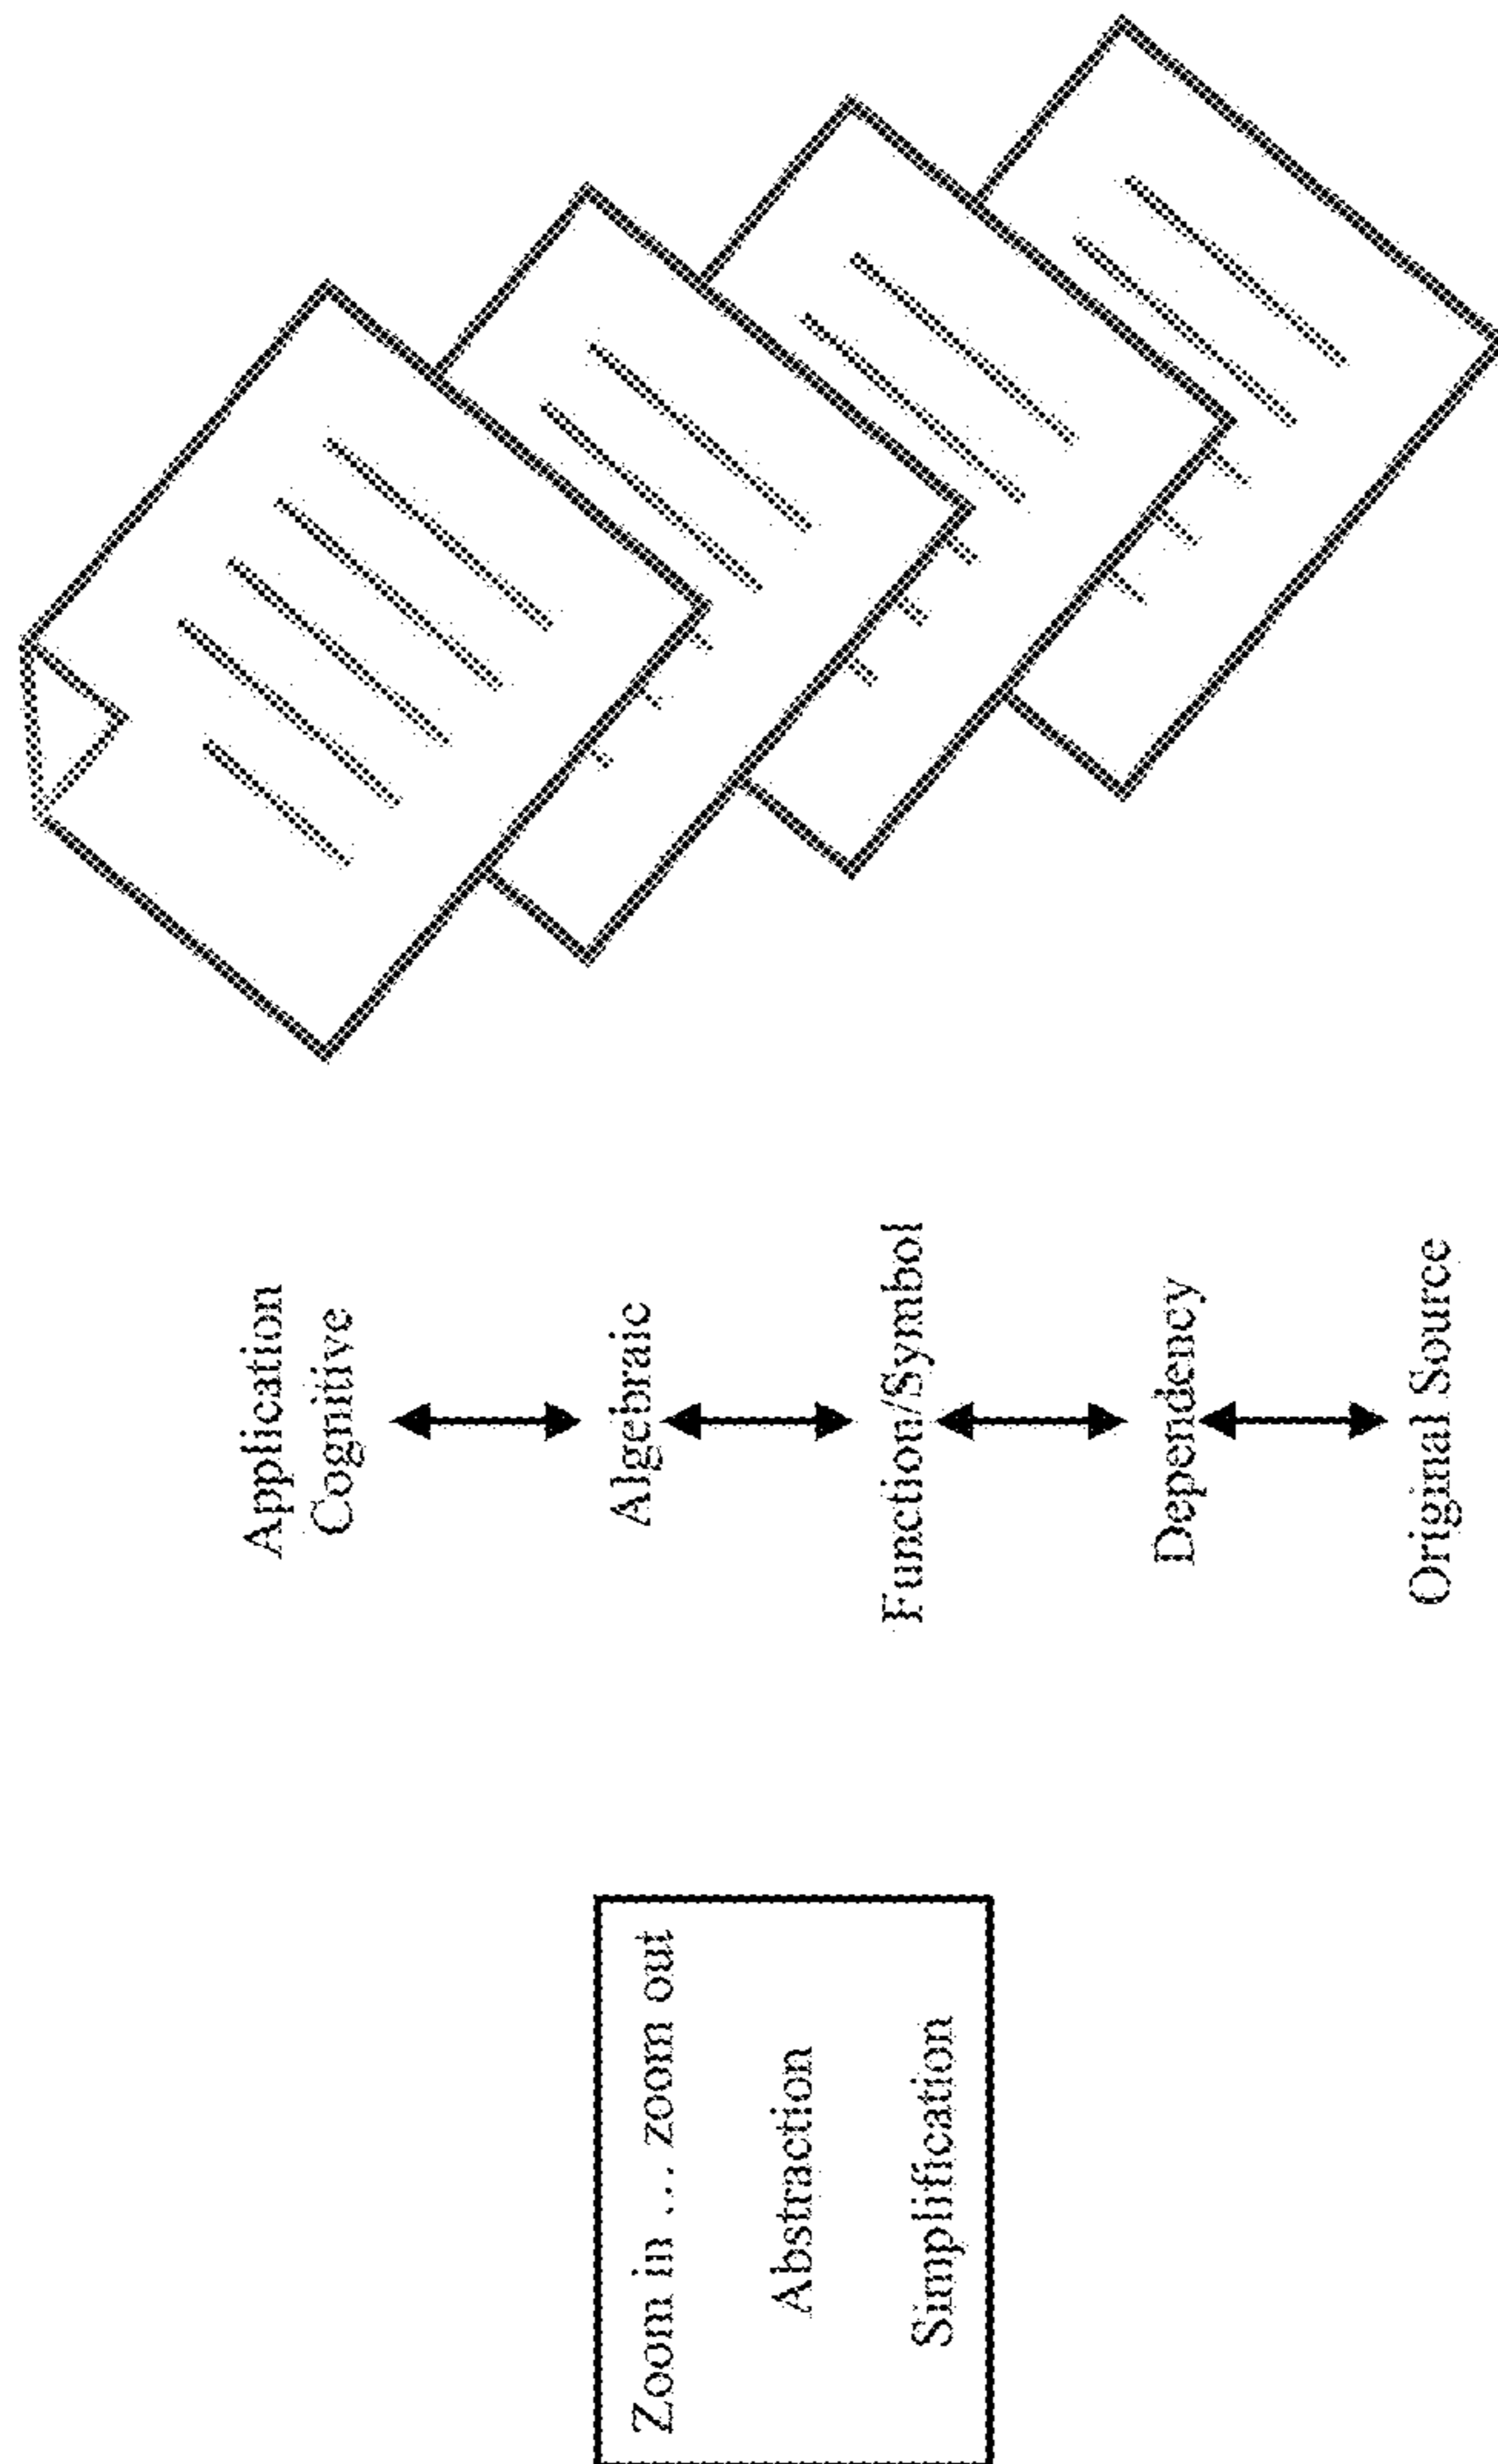 Zoom in … zoom out
Abstraction
Simplification
Application
Cognitive
Algebraic
Function/Symbol
Dependency
Original Source